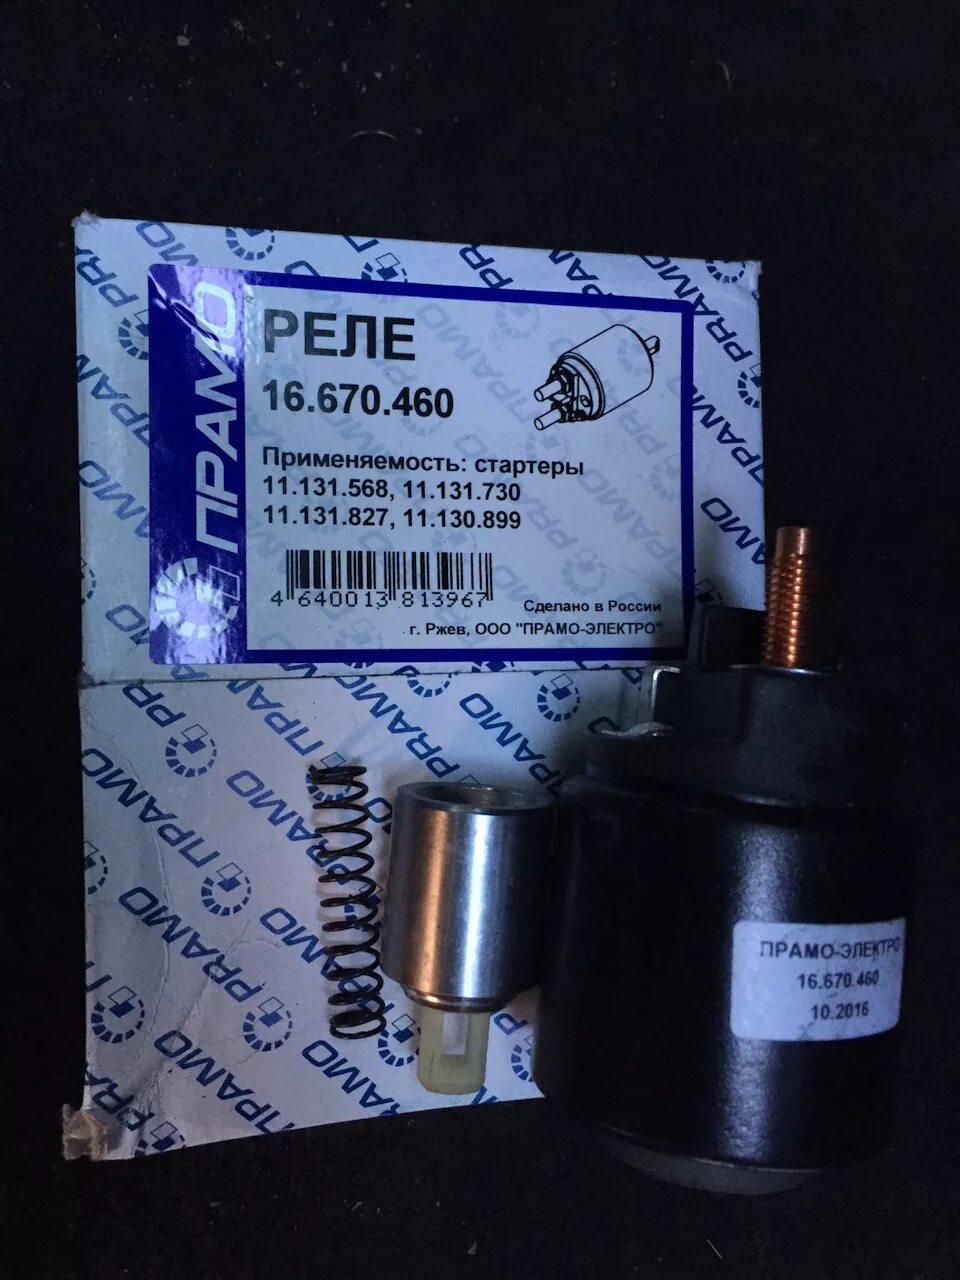 ПРАМО
РЕЛЕ
16.670.460
Применяемость: стартеры
11.131.568, 11.131.730
11.131.827, 11.130.899
4 640013 813967
Сделано в России
г. Ржев, ООО "ПРАМО-ЭЛЕКТРО"
ПРАМО-ЭЛЕКТРО
16.670.460
10.2016